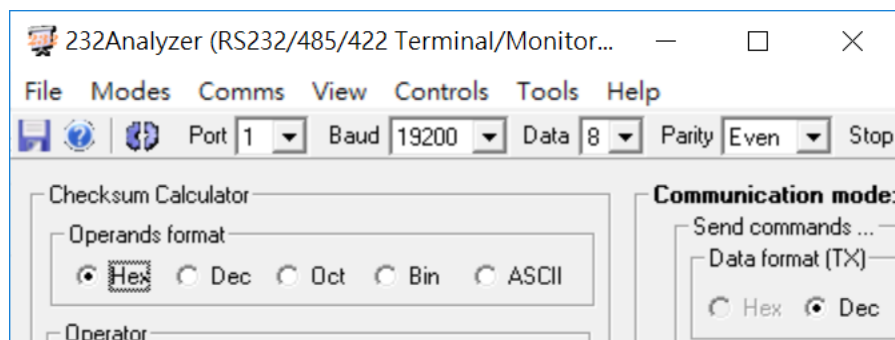 232Analyzer (RS232/485/422 Terminal/Monitor...
File Modes Comms View Controls Tools Help
Port 1 Baud 19200 Data 8 Parity Even Stop
Checksum Calculator
Operands format
Hex Dec Oct Bin ASCII
Operator
Communication mode:
Send commands ...
Data format (TX)
Hex Dec